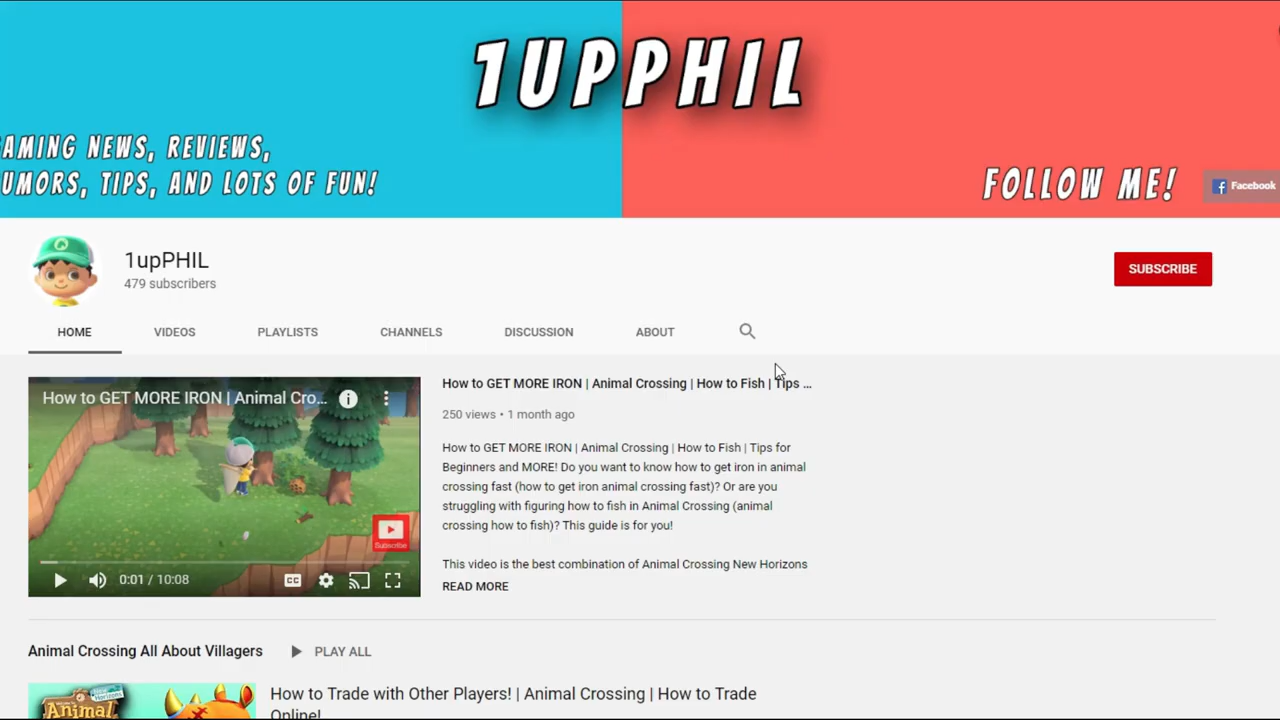 1UPPHIL
AMING NEWS, REVIEWS,
UMORS, TIPS, AND LOTS OF FUN!
FOLLOW ME!
Facebook
1upPHIL
479 subscribers
SUBSCRIBE
HOME
VIDEOS
PLAYLISTS
CHANNELS
DISCUSSION
ABOUT
How to GET MORE IRON | Animal Cro...
Subscribe
0:01 / 10:08
CC
How to GET MORE IRON | Animal Crossing | How to Fish | Tips ...
250 views • 1 month ago
How to GET MORE IRON | Animal Crossing | How to Fish | Tips for
Beginners and MORE! Do you want to know how to get iron in animal
crossing fast (how to get iron animal crossing fast)? Or are you
struggling with figuring how to fish in Animal Crossing (animal
crossing how to fish)? This guide is for you!
This video is the best combination of Animal Crossing New Horizons
READ MORE
Animal Crossing All About Villagers
PLAY ALL
Animal
New Horizons
How to Trade with Other Players! | Animal Crossing | How to Trade
Online!